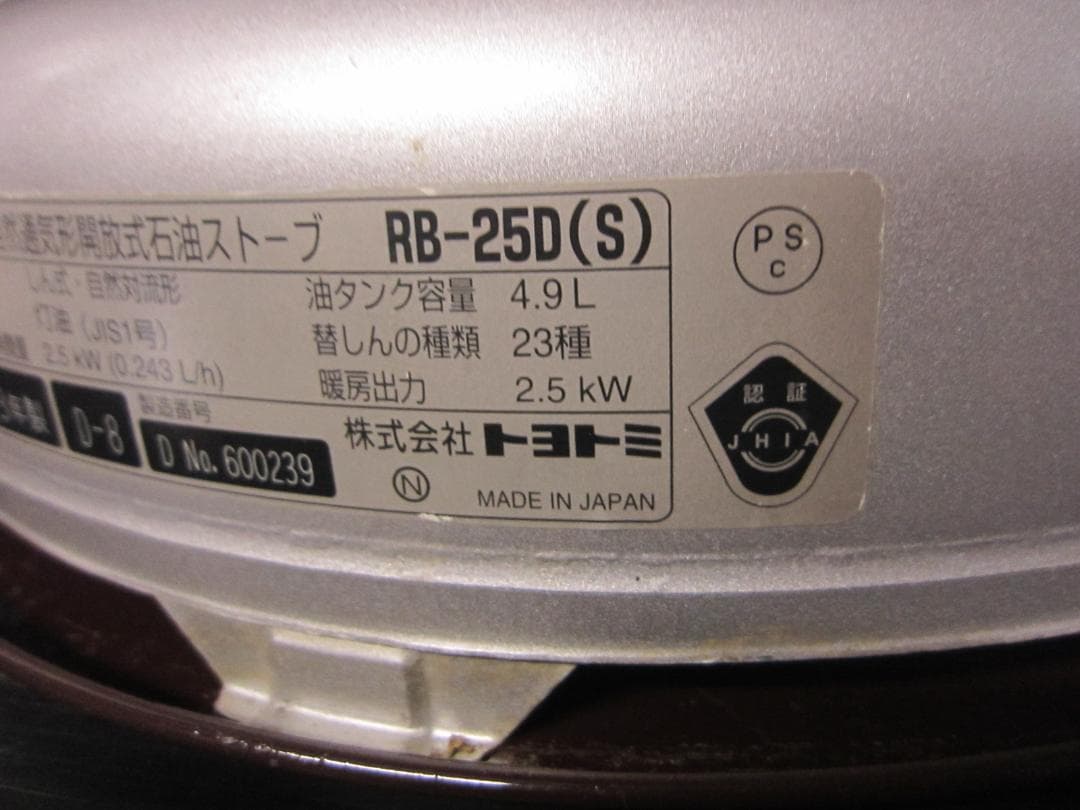 通気形開放式石油ストーブ RB-25D(S)
しん式・自然対流形
灯油(JIS1号)
2.5 kW (0.243 L/h)
油タンク容量 4.9L
替しんの種類 23種
暖房出力 2.5 kW
年製 D-8
製造番号
D No. 600239
株式会社 トヨトミ
N
MADE IN JAPAN
PS
C
認証
JHIA